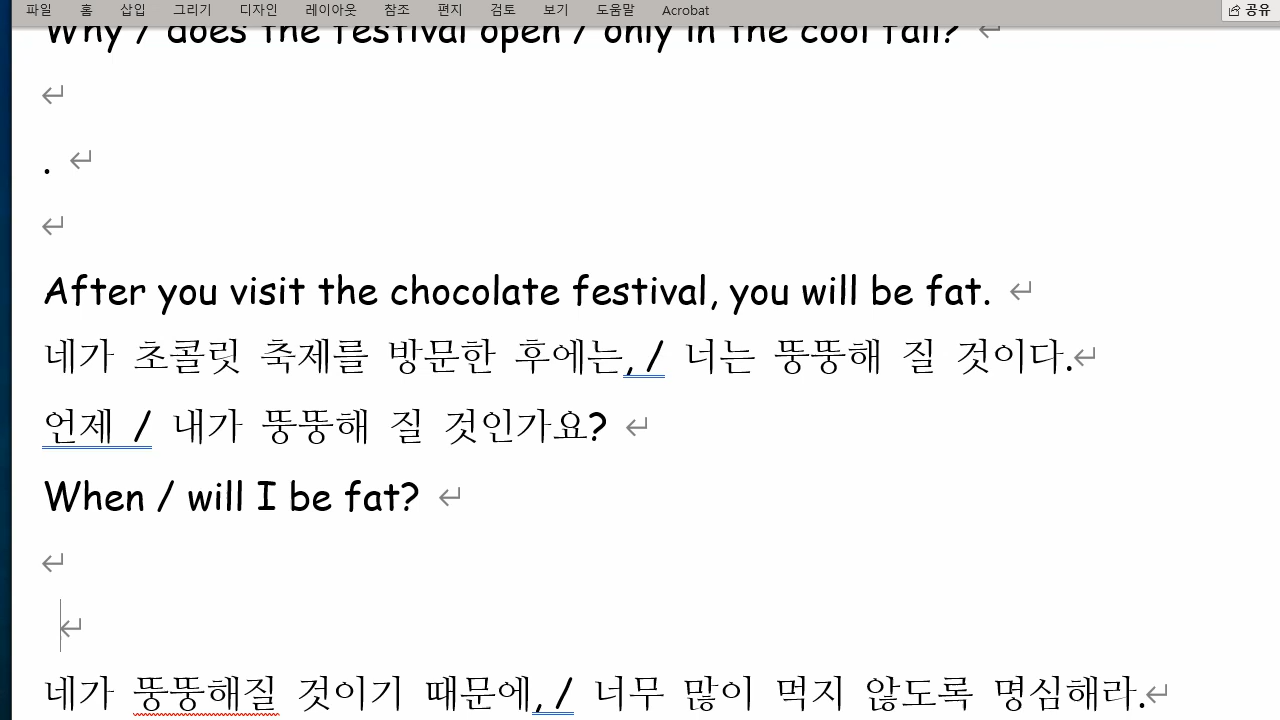 파일 홈 삽입 그리기 디자인 레이아웃 참조 편지 검토 보기 도움말 Acrobat 공유
Why / does the festival open / only in the cool fall?
.
After you visit the chocolate festival, you will be fat.
네가 초콜릿 축제를 방문한 후에는, / 너는 뚱뚱해 질 것이다.
언제 / 내가 뚱뚱해 질 것인가요?
When / will I be fat?
네가 뚱뚱해질 것이기 때문에, / 너무 많이 먹지 않도록 명심해라.